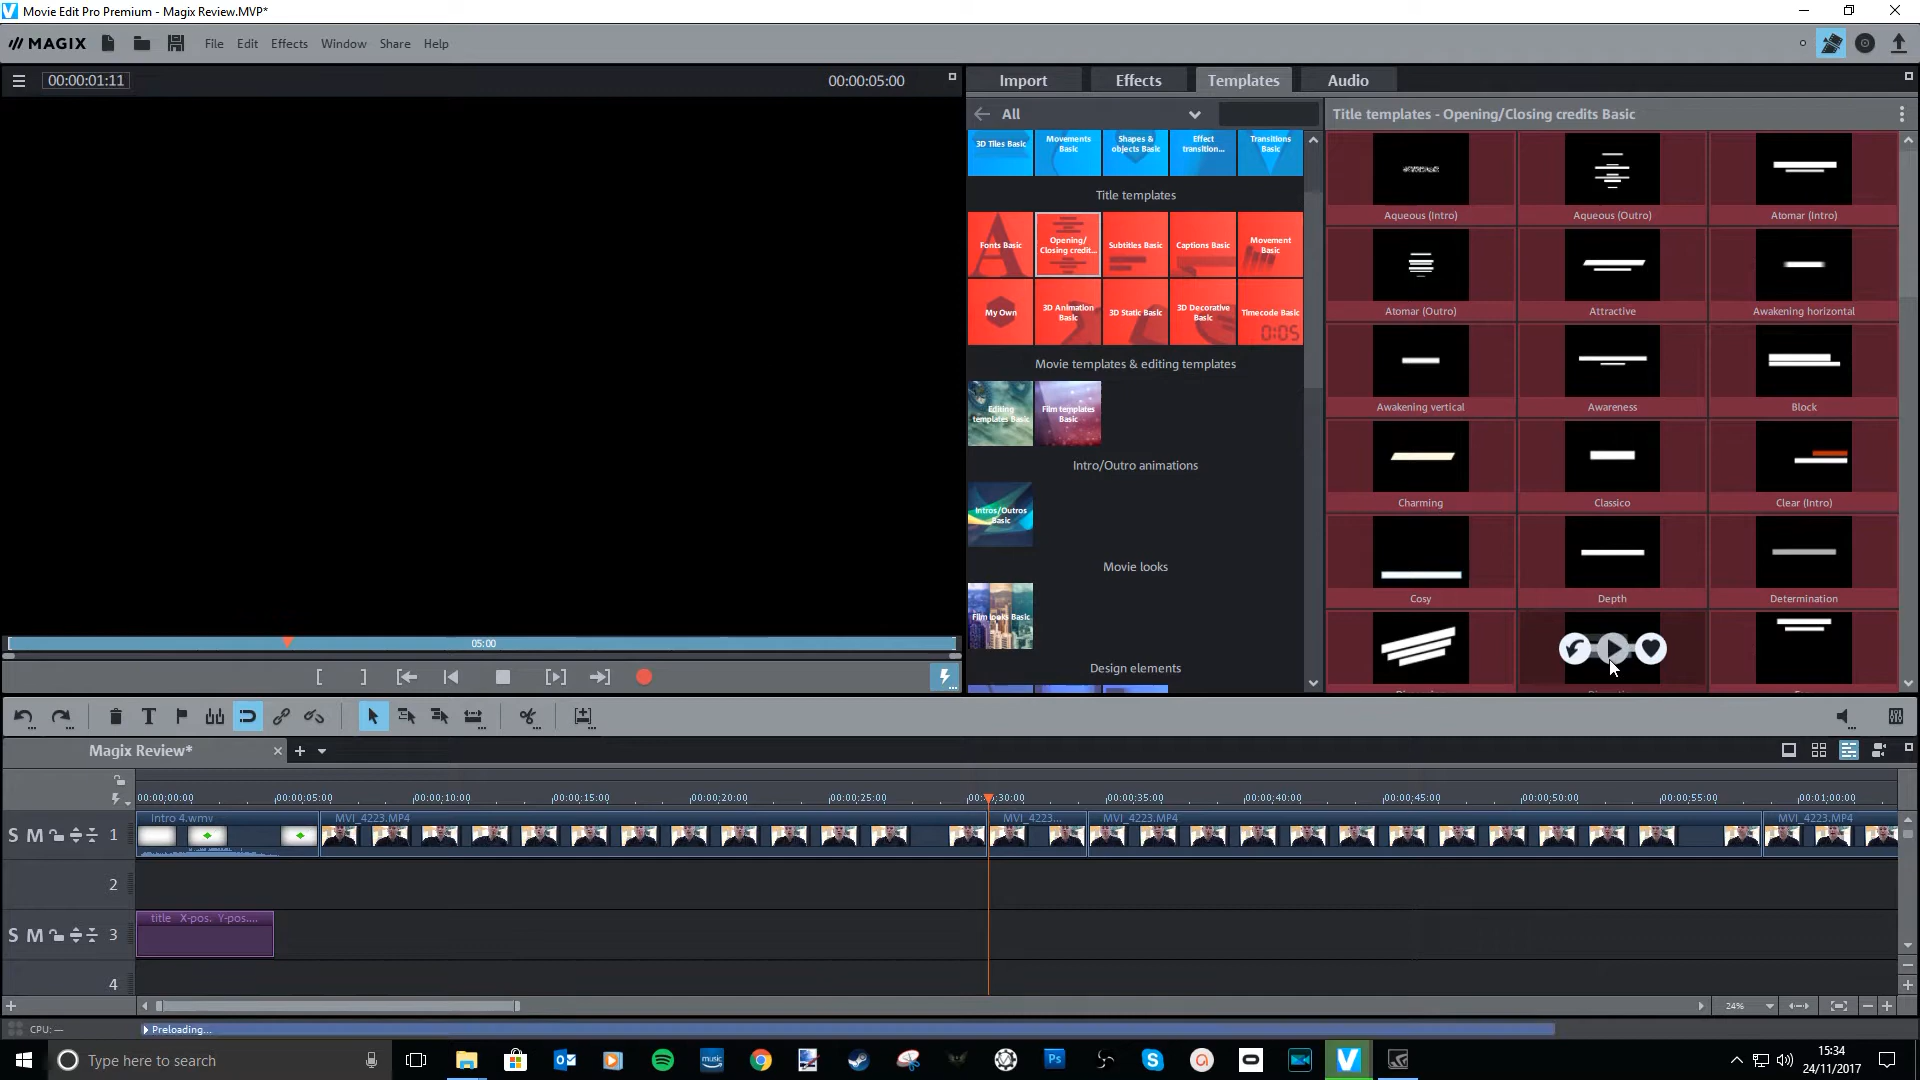 Movie Edit Pro Premium - Magix Review.MVP*
MAGIX
File Edit Effects Window Share Help
00:00:01:11
00:00:05:00
Import Effects Templates Audio
All
Title templates - Opening/Closing credits Basic
3D Tiles Basic
Movements Basic
Shapes & objects Basic
Effect transition...
Transitions Basic
Title templates
Fonts Basic
Opening/ Closing credit...
Subtitles Basic
Captions Basic
Movement Basic
My Own
3D Animation Basic
3D Static Basic
3D Decorative Basic
Timecode Basic
0:05
Movie templates & editing templates
Editing templates Basic
Film templates Basic
Intro/Outro animations
Intros/Outros Basic
Movie looks
Film looks Basic
Design elements
Aqueous (Intro)
Aqueous (Outro)
Atomar (Intro)
Atomar (Outro)
Attractive
Awakening horizontal
Awakening vertical
Awareness
Block
Charming
Classico
Clear (Intro)
Cosy
Depth
Determination
05:00
Magix Review*
00:00:00:00
00:00:05:00
00:00:10:00
00:00:15:00
00:00:20:00
00:00:25:00
00:00:35:00
00:00:40:00
00:00:45:00
00:00:50:00
00:00:55:00
00:01:00:00
S M 1
Intro 4.wmv
MVI_4223.MP4
MVI_4223...
MVI_4223.MP4
MVI_4223.MP4
2
S M 3
title X-pos. Y-pos....
4
24%
CPU: —
Preloading...
Type here to search
15:34
24/11/2017